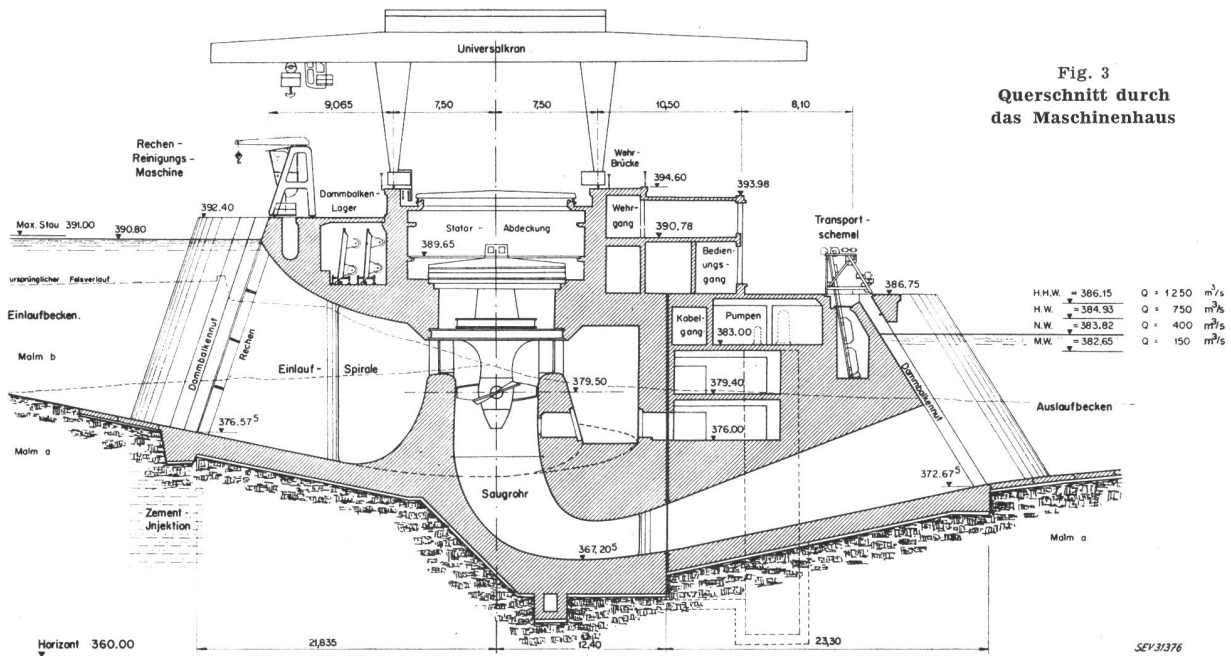 Fig. 3
Querschnitt durch
das Maschinenhaus
Universalkran
9,065
7,50
7,50
10,50
8,10
Rechen-
Reinigungs-
Maschine
Wehr-
Brücke
394,60
393,98
Dammbalken-
Lager
392.40
Max. Stau 391.00
390.80
Wehr-
gang
390,78
Transport-
schemel
Stator - Abdeckung
389,65
Bedien-
ungs-
gang
386,75
ursprünglicher Felsverlauf
H.H.W. = 386,15 Q = 1250 m³/s
H.W. = 384,93 Q = 750 m³/s
N.W. = 383,82 Q = 400 m³/s
M.W. = 382,65 Q = 150 m³/s
Einlaufbecken.
Kabel-
gang
Pumpen
383,00
Malm b
Dammbalkennut
Rechen
Einlauf - Spirale
379,50
379,40
Dammbalkennut
Auslaufbecken
376,57⁵
376,00
Malm a
372,67⁵
Saugrohr
Zement-
Jnjektion
367,20⁵
Malm a
Horizont 360.00
21,835
12,40
23,30
SEV31376